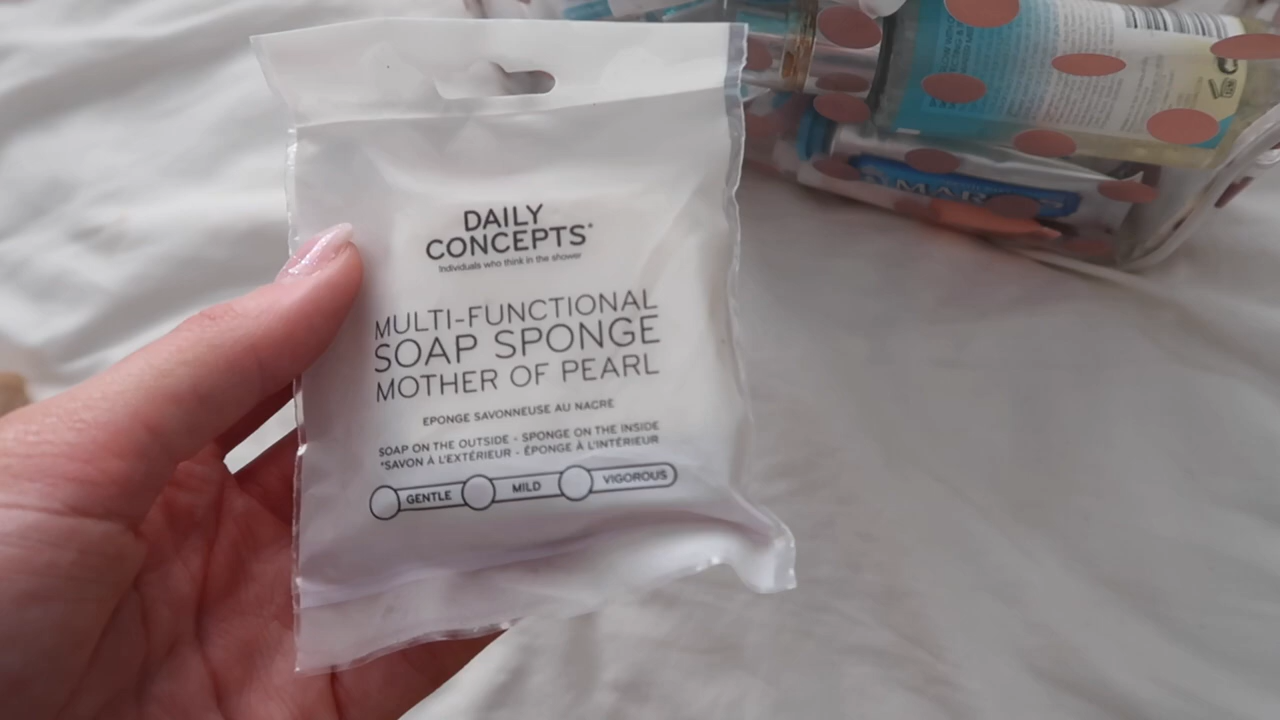 DAILY
CONCEPTS®
Individuals who think in the shower
MULTI-FUNCTIONAL
SOAP SPONGE
MOTHER OF PEARL
EPONGE SAVONNEUSE AU NACRE
SOAP ON THE OUTSIDE - SPONGE ON THE INSIDE
*SAVON À L'EXTÉRIEUR - ÉPONGE À L'INTÉRIEUR
GENTLE MILD VIGOROUS
MAR